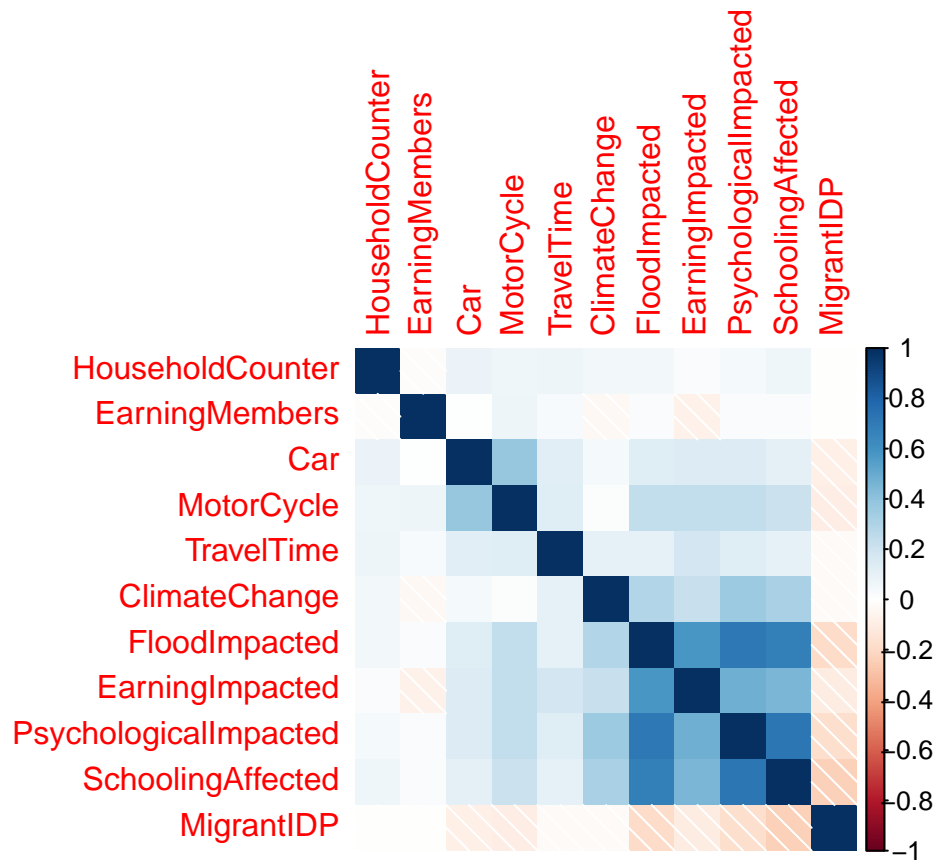 HouseholdCounter
EarningMembers
Car
MotorCycle
TravelTime
ClimateChange
FloodImpacted
EarningImpacted
PsychologicalImpacted
SchoolingAffected
MigrantIDP
HouseholdCounter
EarningMembers
Car
MotorCycle
TravelTime
ClimateChange
FloodImpacted
EarningImpacted
PsychologicalImpacted
SchoolingAffected
MigrantIDP
1
0.8
0.6
0.4
0.2
0
−0.2
−0.4
−0.6
−0.8
−1